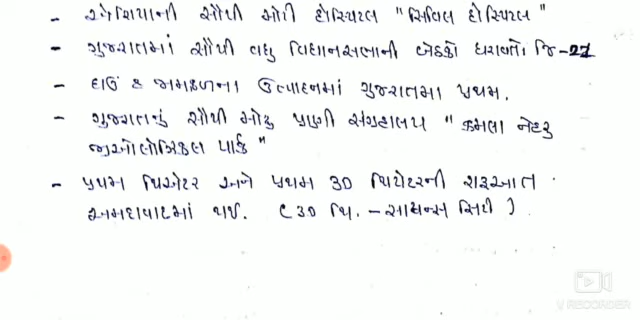 - એશિયાની સૌથી મોટી હોસ્પિટલ "સિવિલ હોસ્પિટલ"
- ગુજરાતમાં સૌથી વધુ વિધાનસભાની બેઠકો ધરાવતો જિ-21
- દાડમ & જામફળના ઉત્પાદનમાં ગુજરાતમા પ્રથમ.
- ગુજરાતનું સૌથી મોટુ પ્રાણી સંગ્રહાલય "કમલા નેહરુ
જીઓલોજિકલ પાર્ક"
- પ્રથમ થિએટર અને પ્રથમ 3D થિયેટરની શરૂઆત
અમદાવાદમાં થઈ. (3D થિ. - સાયન્સ સિટી)
V RECORDER